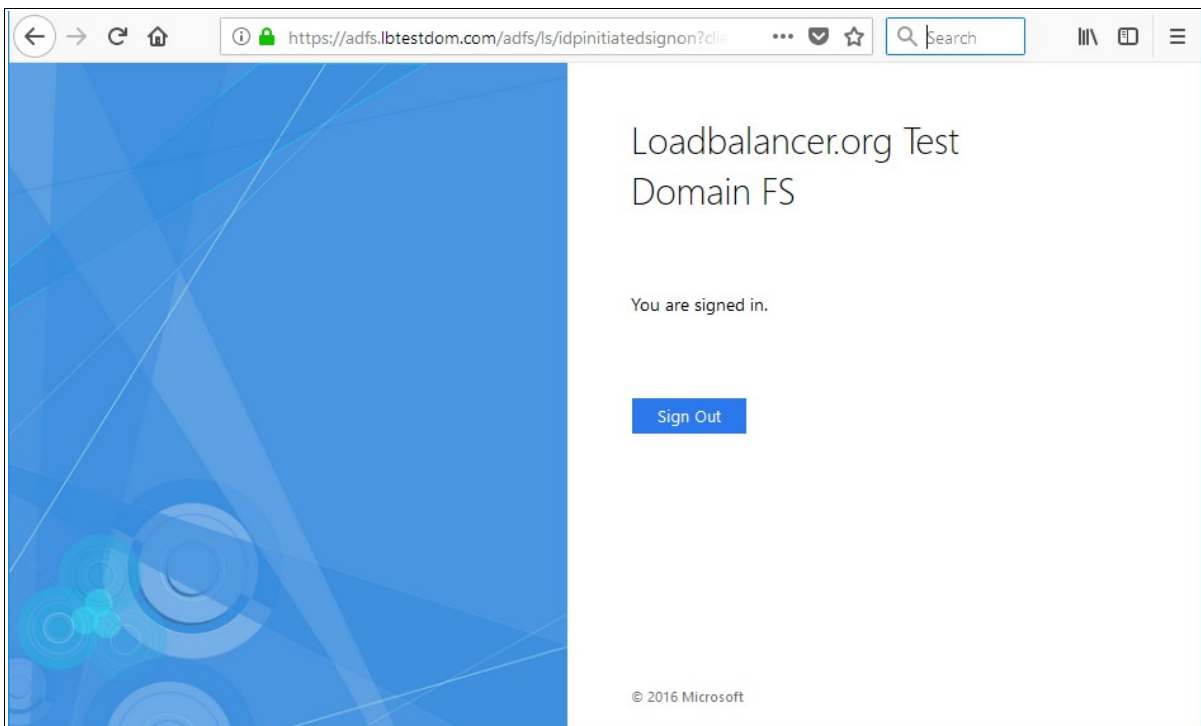 https://adfs.lbtestdom.com/adfs/ls/idpinitiatedsignon?clie
Search
Loadbalancer.org Test
Domain FS
You are signed in.
Sign Out
© 2016 Microsoft